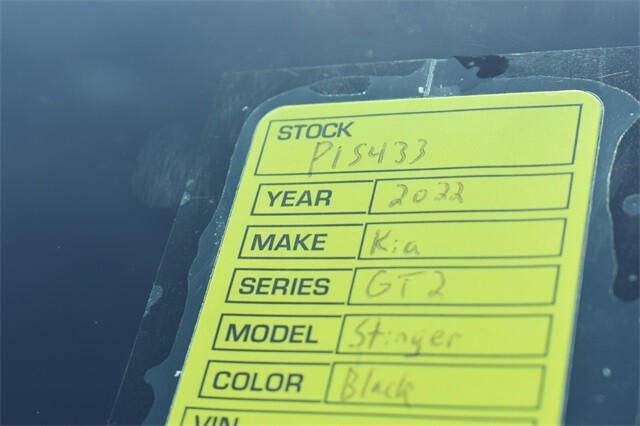 STOCK
P15433
YEAR 2022
MAKE Kia
SERIES GT2
MODEL Stinger
COLOR Black
VIN